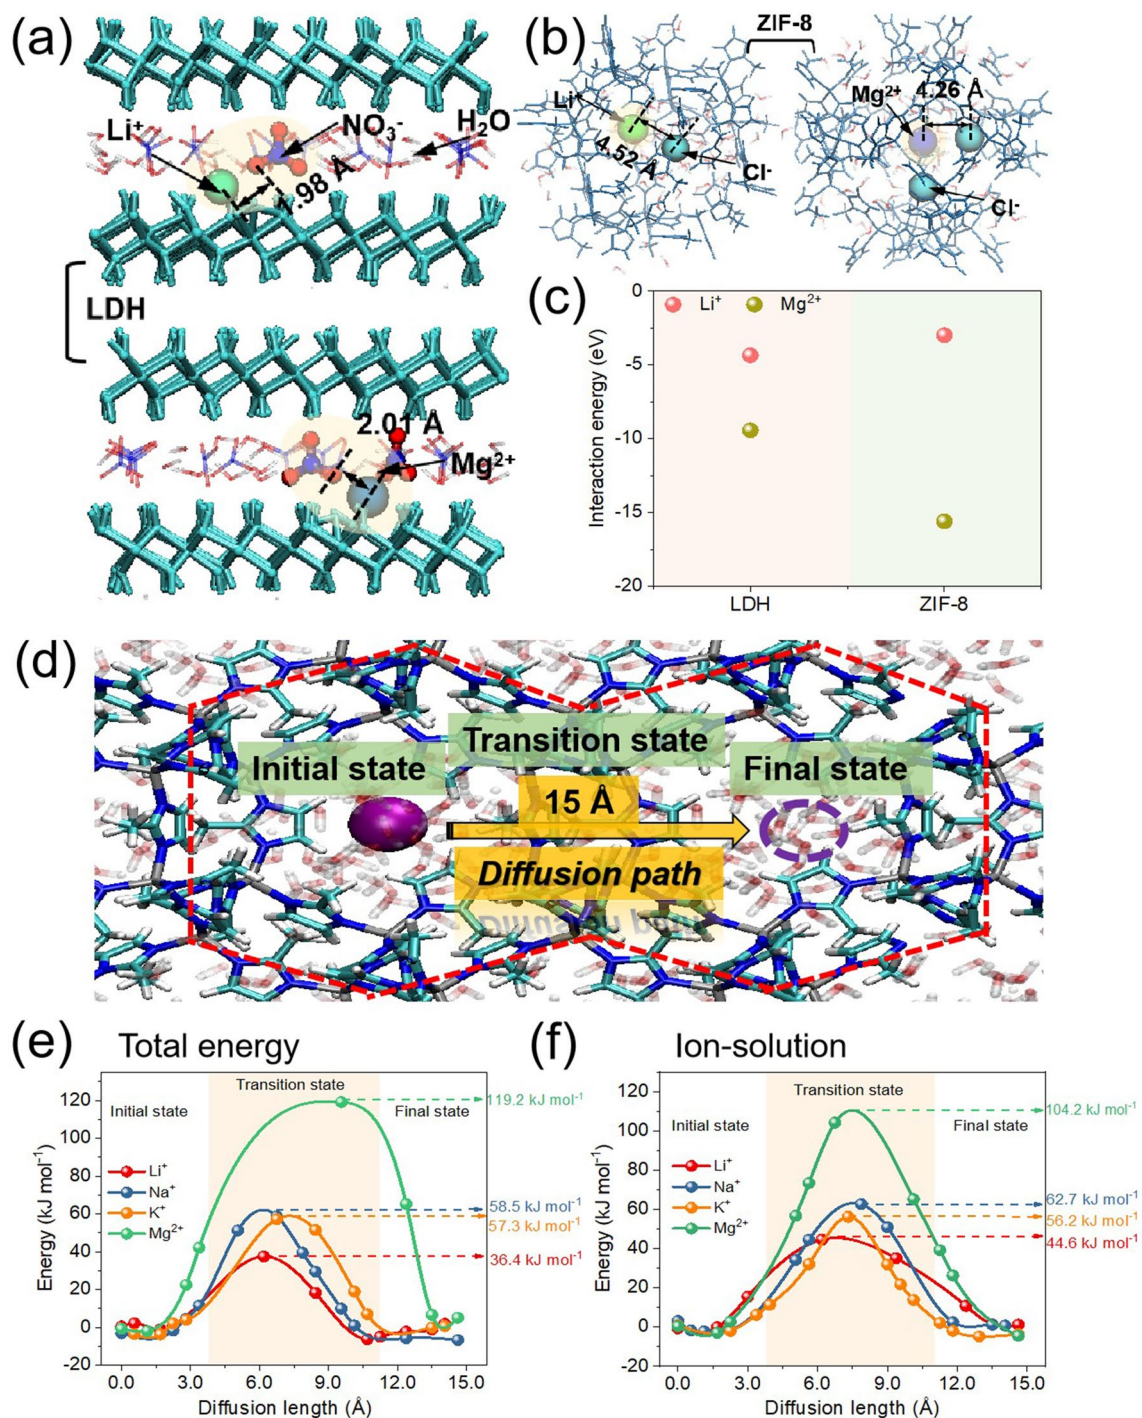 (a)
Li⁺
NO₃⁻
H₂O
1.98 Å
LDH
2.01 Å
Mg²⁺
(b)
ZIF-8
Li⁺
4.52 Å
Cl⁻
Mg²⁺
4.26 Å
Cl⁻
(c)
Li⁺ Mg²⁺
Interaction energy (eV)
0
-5
-10
-15
-20
LDH ZIF-8
(d)
Transition state
Initial state
Final state
15 Å
Diffusion path
(e) Total energy
Transition state
Initial state
Final state
Li⁺
Na⁺
K⁺
Mg²⁺
119.2 kJ mol⁻¹
58.5 kJ mol⁻¹
57.3 kJ mol⁻¹
36.4 kJ mol⁻¹
Energy (kJ mol⁻¹)
120
100
80
60
40
20
0
-20
0.0 3.0 6.0 9.0 12.0 15.0
Diffusion length (Å)
(f) Ion-solution
Transition state
Initial state
Final state
Li⁺
Na⁺
K⁺
Mg²⁺
104.2 kJ mol⁻¹
62.7 kJ mol⁻¹
56.2 kJ mol⁻¹
44.6 kJ mol⁻¹
Energy (kJ mol⁻¹)
120
100
80
60
40
20
0
-20
0.0 3.0 6.0 9.0 12.0 15.0
Diffusion length (Å)